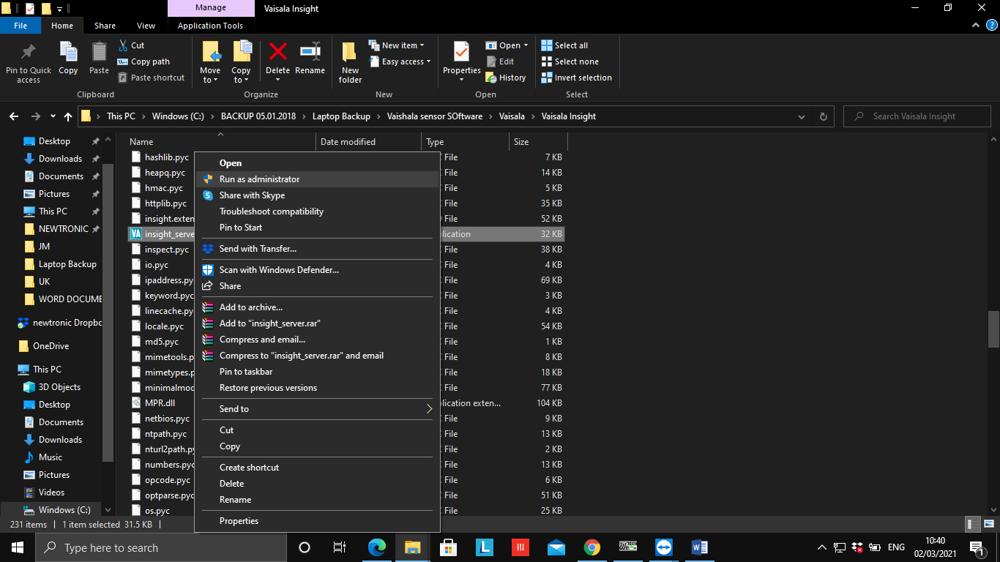 Manage
Vaisala Insight
File
Home
Share
View
Application Tools
Pin to Quick access
Copy
Paste
Cut
Copy path
Paste shortcut
Clipboard
Move to
Copy to
Delete
Rename
Organize
New folder
New item
Easy access
New
Properties
Open
Edit
History
Open
Select all
Select none
Invert selection
Select
This PC > Windows (C:) > BACKUP 05.01.2018 > Laptop Backup > Vaishala sensor SOftware > Vaisala > Vaisala Insight
Search Vaisala Insight
Desktop
Downloads
Documents
Pictures
This PC
NEWTRONIC
JM
Laptop Backup
UK
WORD DOCUME
newtronic Dropbo
OneDrive
This PC
3D Objects
Desktop
Documents
Downloads
Music
Pictures
Videos
Windows (C:)
Name Date modified Type Size
hashlib.pyc File 7 KB
heapq.pyc File 14 KB
hmac.pyc File 5 KB
httplib.pyc File 35 KB
insight.exten File 52 KB
insight_serve lication 32 KB
inspect.pyc File 38 KB
io.pyc File 4 KB
ipaddress.pyc File 69 KB
keyword.pyc File 3 KB
linecache.pyc File 4 KB
locale.pyc File 54 KB
md5.pyc File 1 KB
mimetools.p File 8 KB
mimetypes.p File 18 KB
minimalmod File 77 KB
MPR.dll lication exten... 104 KB
netbios.pyc File 9 KB
ntpath.pyc File 13 KB
nturl2path.py File 2 KB
numbers.pyc File 13 KB
opcode.pyc File 6 KB
optparse.pyc File 51 KB
os.pyc File 25 KB
Open
Run as administrator
Share with Skype
Troubleshoot compatibility
Pin to Start
Send with Transfer...
Scan with Windows Defender...
Share
Add to archive...
Add to "insight_server.rar"
Compress and email...
Compress to "insight_server.rar" and email
Pin to taskbar
Restore previous versions
Send to
Cut
Copy
Create shortcut
Delete
Rename
Properties
231 items
1 item selected 31.5 KB
Type here to search
ENG
10:40
02/03/2021
1